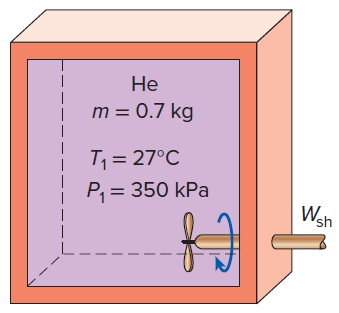 He
m = 0.7 kg
T₁ = 27°C
P₁ = 350 kPa
Wsh